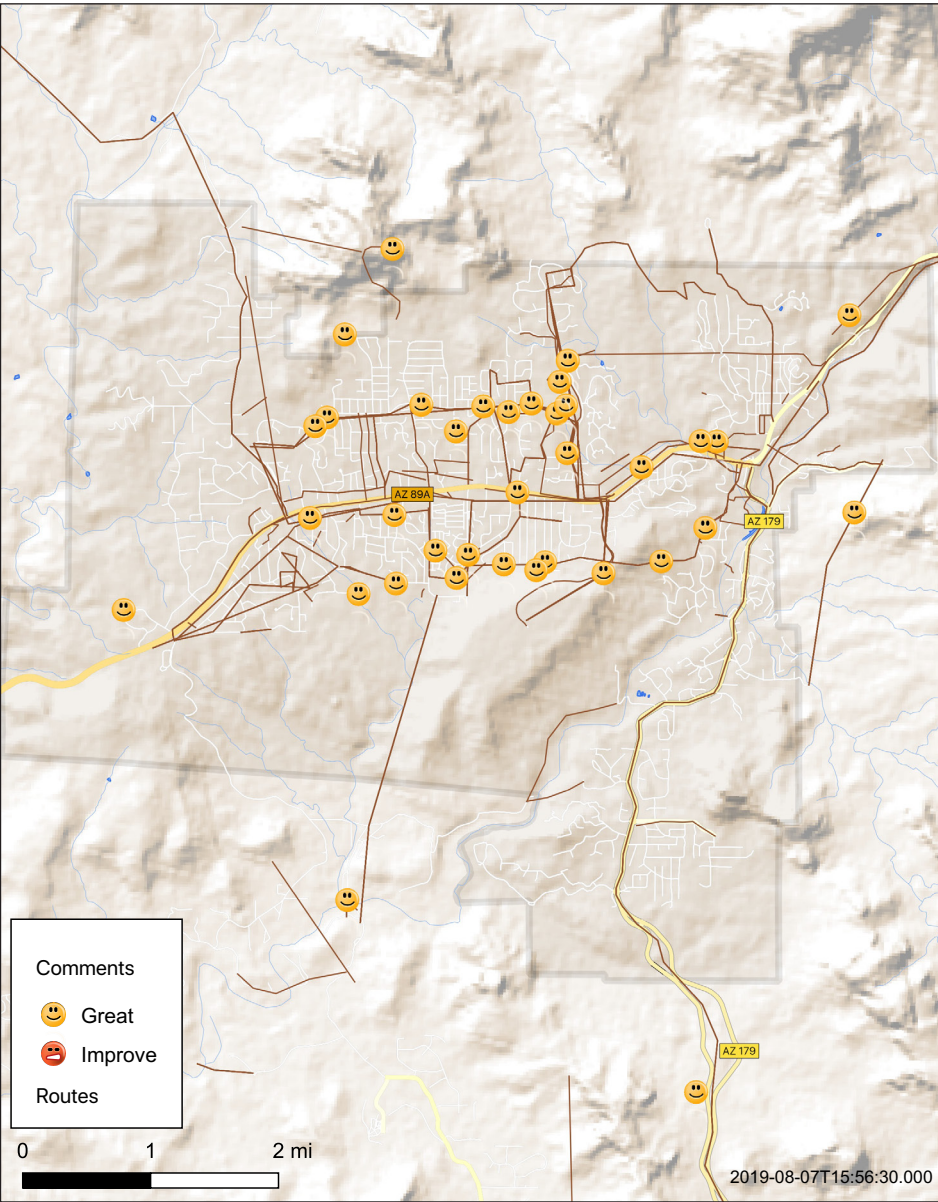 AZ 89A
AZ 179
Comments
Great
Improve
Routes
AZ 179
0 1 2 mi
2019-08-07T15:56:30.000